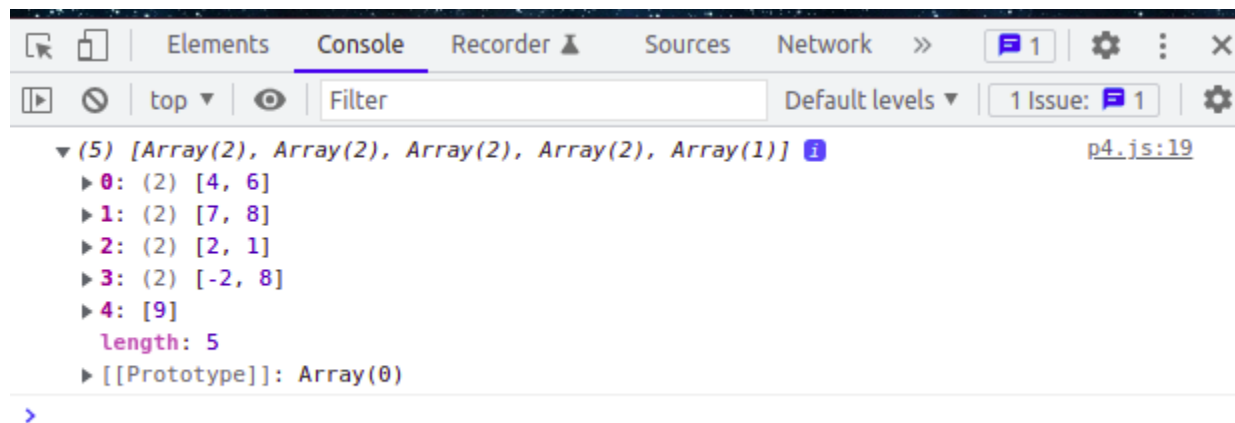 Elements Console Recorder Sources Network » 1
top ▼ Filter Default levels ▼ 1 Issue: 1
▼(5) [Array(2), Array(2), Array(2), Array(2), Array(1)] i p4.js:19
▶0: (2) [4, 6]
▶1: (2) [7, 8]
▶2: (2) [2, 1]
▶3: (2) [-2, 8]
▶4: [9]
length: 5
▶[[Prototype]]: Array(0)
>